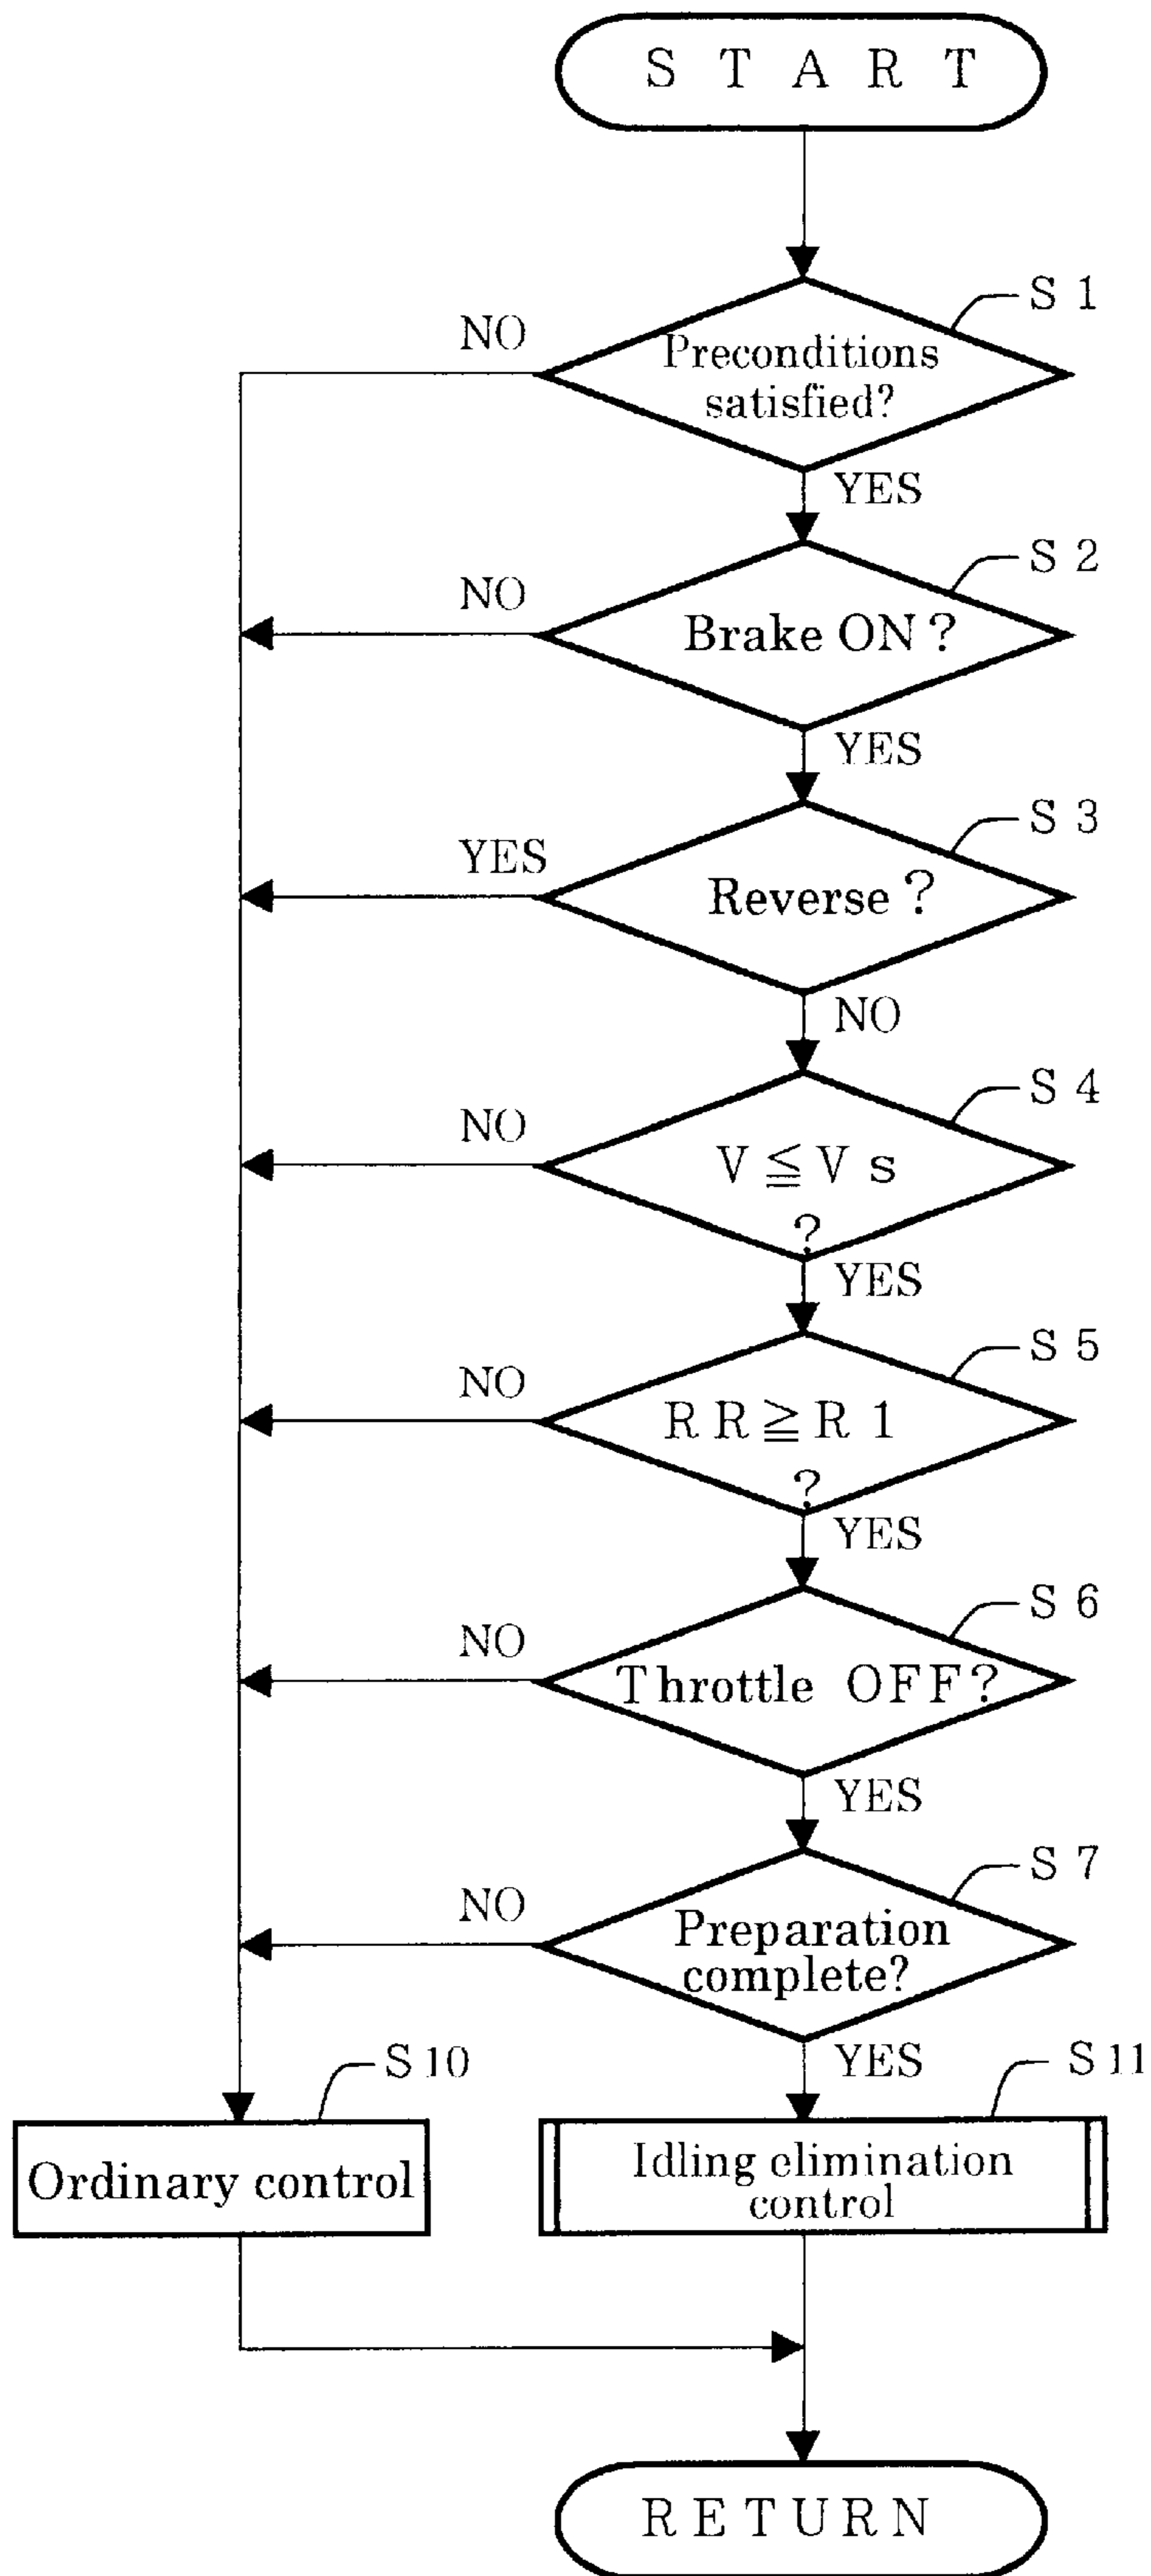 START
S1
NO
Preconditions
satisfied?
YES
S2
NO
Brake ON?
YES
S3
YES
Reverse?
NO
S4
NO
V≦Vs
?
YES
S5
NO
RR≧R1
?
YES
S6
NO
Throttle OFF?
YES
S7
NO
Preparation
complete?
YES
S10
S11
Ordinary control
Idling elimination
control
RETURN